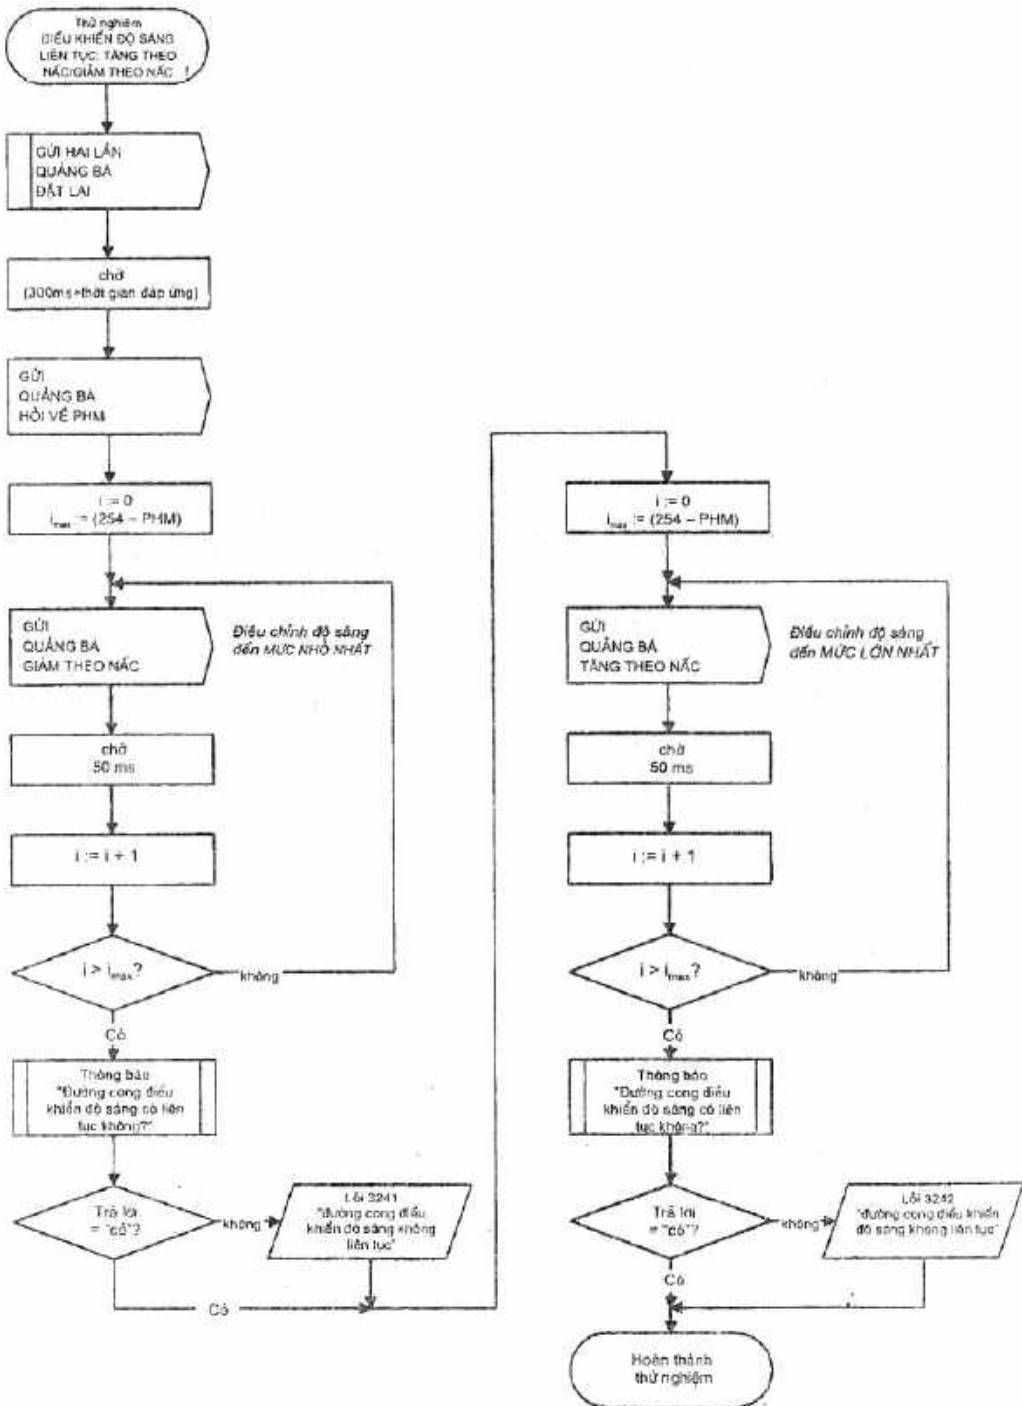 Thử nghiệm
ĐIỀU KHIỂN ĐỘ SÁNG
LIÊN TỤC: TĂNG THEO
NẤC/GIẢM THEO NẤC
GỬI HAI LẦN
QUẢNG BÁ
ĐẶT LẠI
chờ
(300ms+thời gian đáp ứng)
GỬI
QUẢNG BÁ
HỎI VỀ PHM
i := 0
imax := (254 – PHM)
GỬI
QUẢNG BÁ
GIẢM THEO NẤC
Điều chỉnh độ sáng
đến MỨC NHỎ NHẤT
chờ
50 ms
i := i + 1
i > imax?
không
Có
Thông báo
"Đường cong điều
khiển độ sáng có liên
tục không?"
Trả lời
= "có"?
không
Lỗi 3241
"đường cong điều
khiển độ sáng không
liên tục"
Có
i := 0
imax := (254 – PHM)
GỬI
QUẢNG BÁ
TĂNG THEO NẤC
Điều chỉnh độ sáng
đến MỨC LỚN NHẤT
chờ
50 ms
i := i + 1
i > imax?
không
Có
Thông báo
"Đường cong điều
khiển độ sáng có liên
tục không?"
Trả lời
= "có"?
không
Lỗi 3242
"đường cong điều khiển
độ sáng không liên tục"
Có
Hoàn thành
thử nghiệm